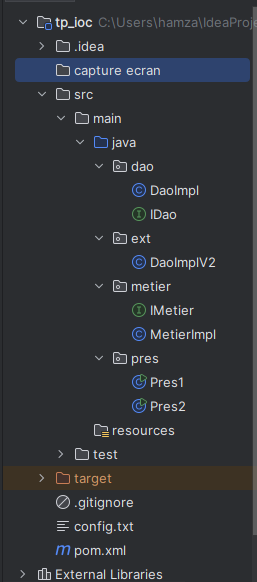 tp_ioc C:\Users\hamza\IdeaProje
.idea
capture ecran
src
main
java
dao
DaoImpl
IDao
ext
DaoImplV2
metier
IMetier
MetierImpl
pres
Pres1
Pres2
resources
test
target
.gitignore
config.txt
pom.xml
External Libraries